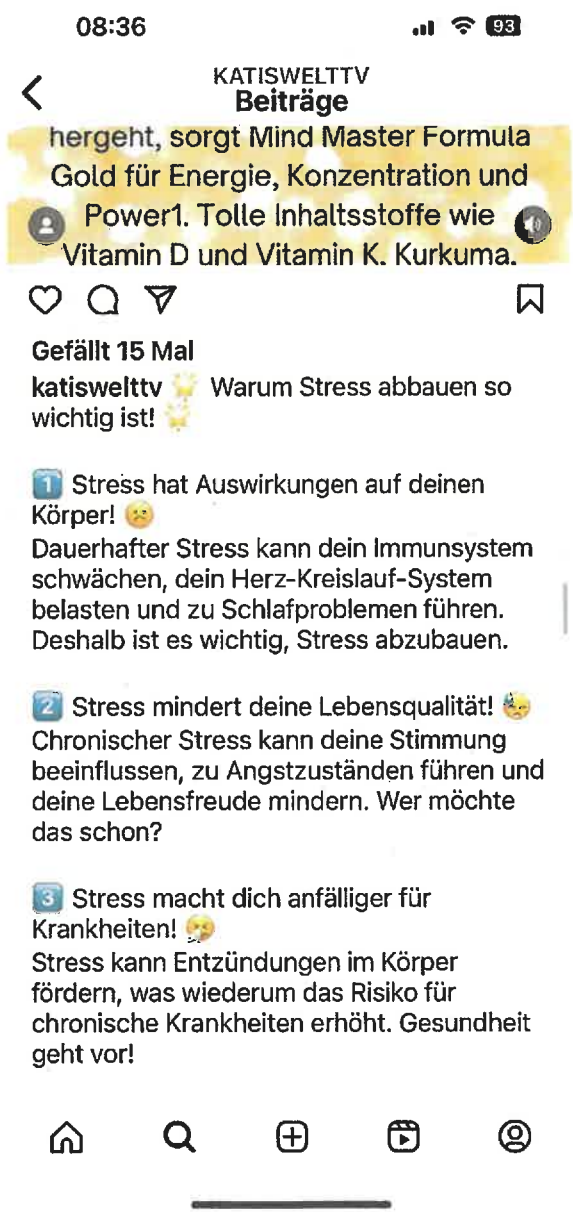 08:36
93
KATISWELTTV
Beiträge
hergeht, sorgt Mind Master Formula
Gold für Energie, Konzentration und
Power1. Tolle Inhaltsstoffe wie
Vitamin D und Vitamin K. Kurkuma.
Gefällt 15 Mal
katiswelttv 🌟 Warum Stress abbauen so
wichtig ist! 🌟
1️⃣ Stress hat Auswirkungen auf deinen
Körper! 😟
Dauerhafter Stress kann dein Immunsystem
schwächen, dein Herz-Kreislauf-System
belasten und zu Schlafproblemen führen.
Deshalb ist es wichtig, Stress abzubauen.
2️⃣ Stress mindert deine Lebensqualität! 😓
Chronischer Stress kann deine Stimmung
beeinflussen, zu Angstzuständen führen und
deine Lebensfreude mindern. Wer möchte
das schon?
3️⃣ Stress macht dich anfälliger für
Krankheiten! 🤧
Stress kann Entzündungen im Körper
fördern, was wiederum das Risiko für
chronische Krankheiten erhöht. Gesundheit
geht vor!